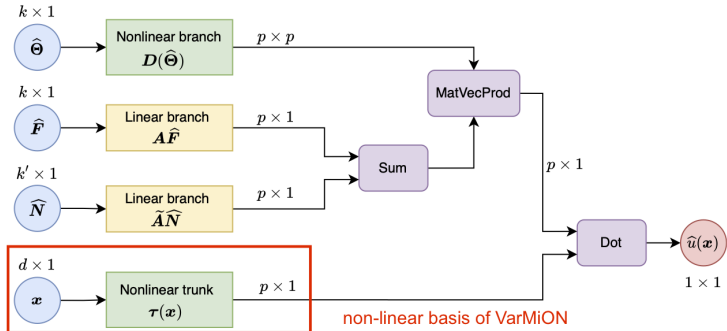 k × 1
Θ̂
Nonlinear branch
D(Θ̂)
p × p
MatVecProd
k × 1
F̂
Linear branch
AF̂
p × 1
Sum
p × 1
k′ × 1
N̂
Linear branch
ÃN̂
p × 1
Dot
û(x)
1 × 1
d × 1
x
Nonlinear trunk
τ(x)
p × 1
non-linear basis of VarMiON